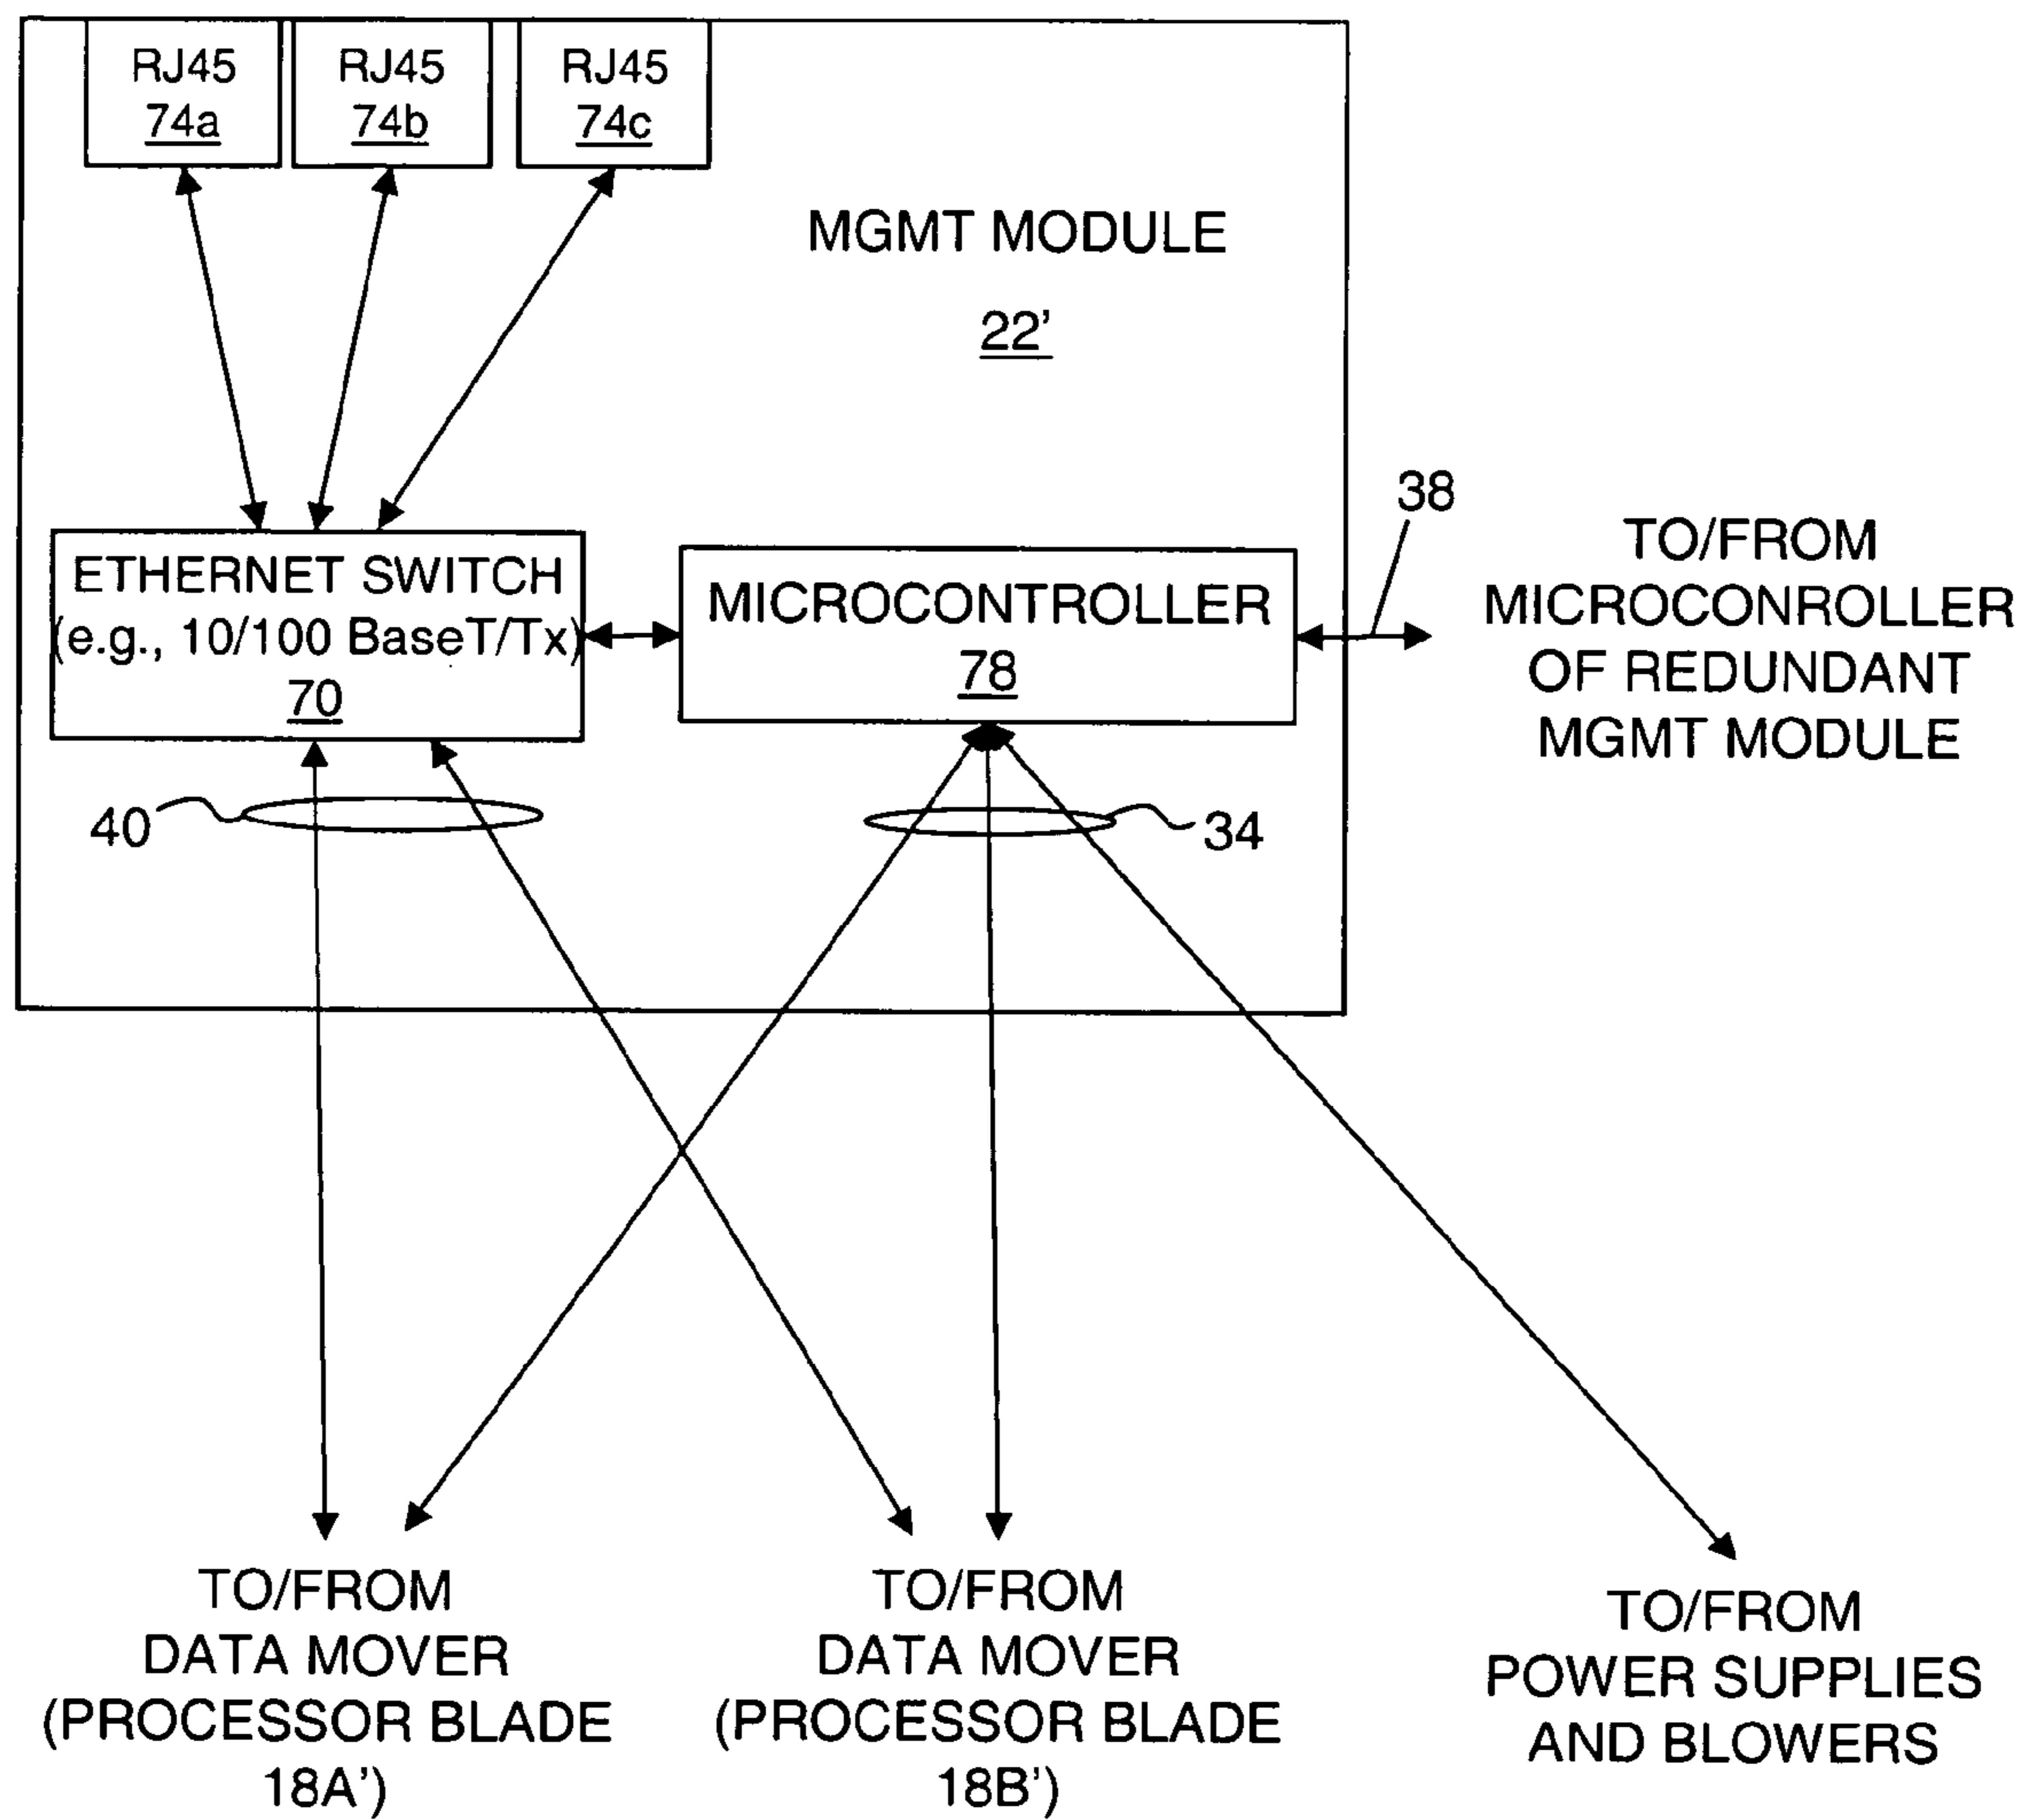 RJ45
74a
RJ45
74b
RJ45
74c
MGMT MODULE
22'
ETHERNET SWITCH
(e.g., 10/100 BaseT/Tx)
70
MICROCONTROLLER
78
38
TO/FROM
MICROCONROLLER
OF REDUNDANT
MGMT MODULE
40
34
TO/FROM
DATA MOVER
(PROCESSOR BLADE
18A')
TO/FROM
DATA MOVER
(PROCESSOR BLADE
18B')
TO/FROM
POWER SUPPLIES
AND BLOWERS